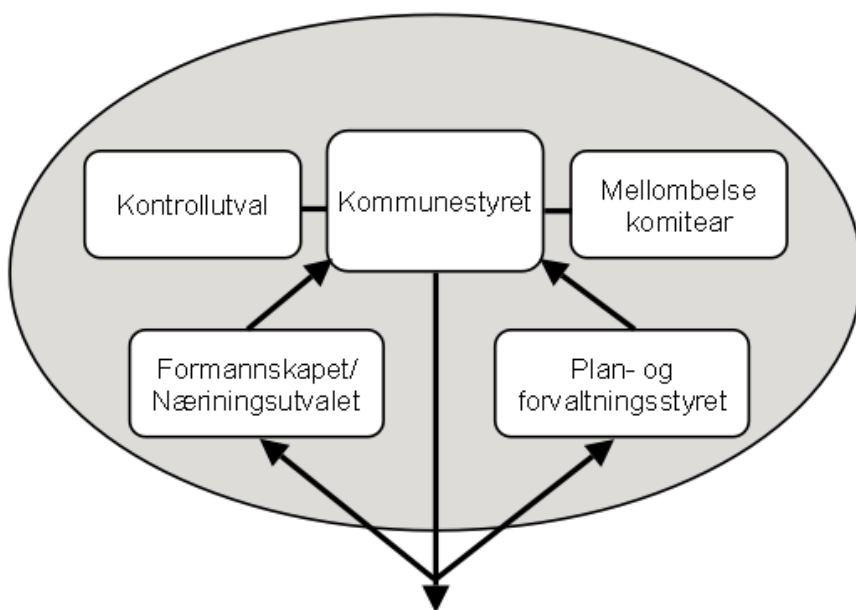 Kontrollutval
Kommunestyret
Mellombelse
komitear
Formannskapet/
Næriningsutvalet
Plan- og
forvaltningsstyret